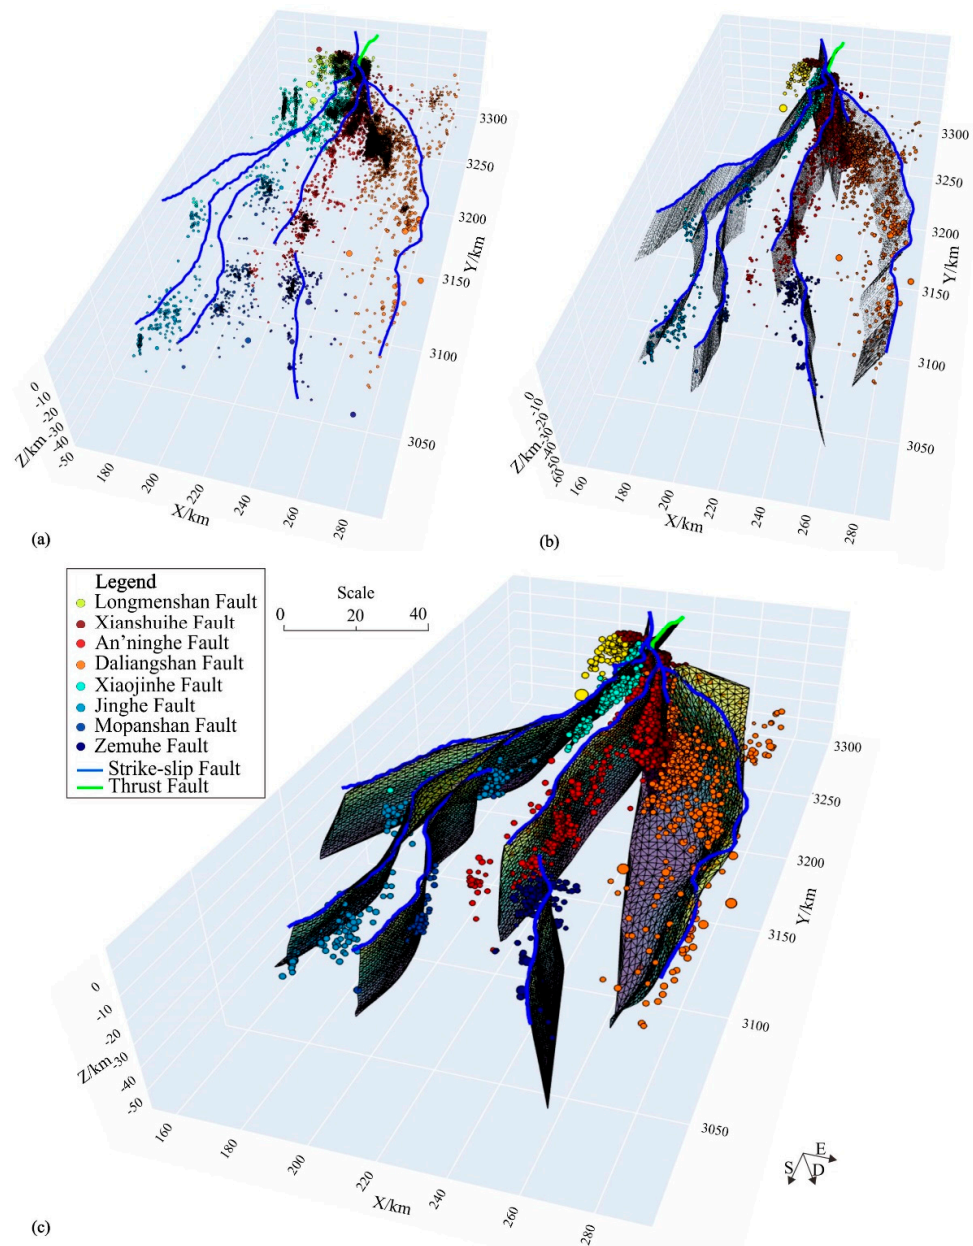 3300
3250
3200
3150
3100
3050
Y/km
0
-10
-20
-30
-40
-50
Z/km
180
160
200
220
240
260
280
X/km
(a)
3300
3250
3200
3150
3100
3050
Y/km
0
-10
-20
-30
-40
-50
-60
Z/km
160
180
200
220
240
260
280
X/km
(b)
Legend
Longmenshan Fault
Xianshuihe Fault
An’ninghe Fault
Daliangshan Fault
Xiaojinhe Fault
Jinghe Fault
Mopanshan Fault
Zemuhe Fault
Strike-slip Fault
Thrust Fault
Scale
0 20 40
3300
3250
3200
3150
3100
3050
Y/km
0
-10
-20
-30
-40
-50
Z/km
160
180
200
220
240
260
280
X/km
E
S D
(c)